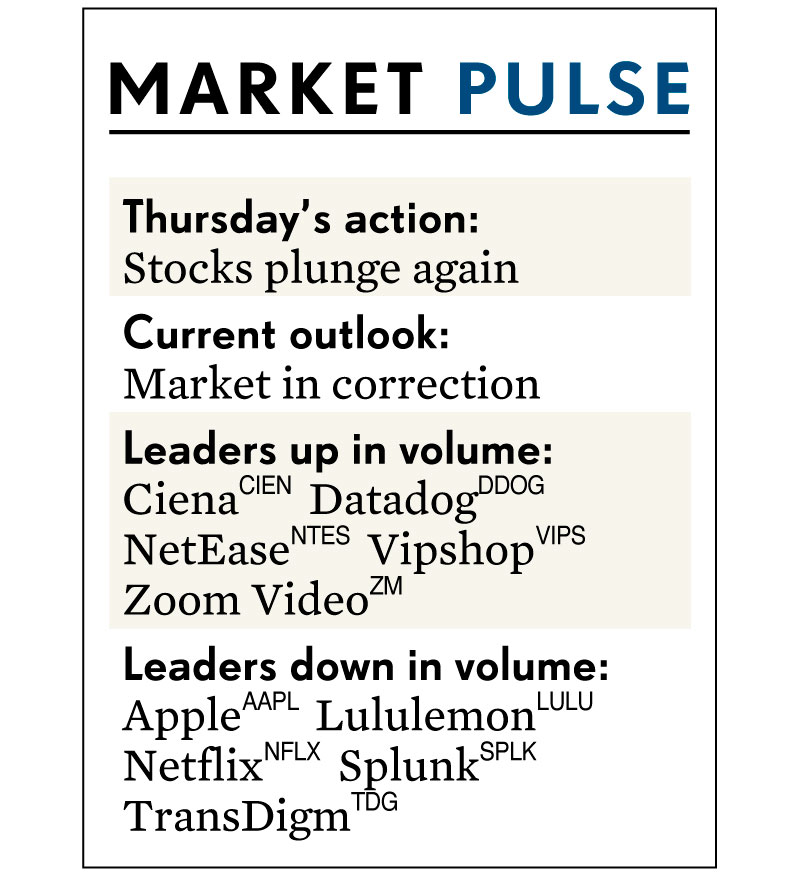 MARKET PULSE
Thursday’s action:
Stocks plunge again
Current outlook:
Market in correction
Leaders up in volume:
Ciena CIEN Datadog DDOG
NetEase NTES Vipshop VIPS
Zoom Video ZM
Leaders down in volume:
Apple AAPL Lululemon LULU
Netflix NFLX Splunk SPLK
TransDigm TDG